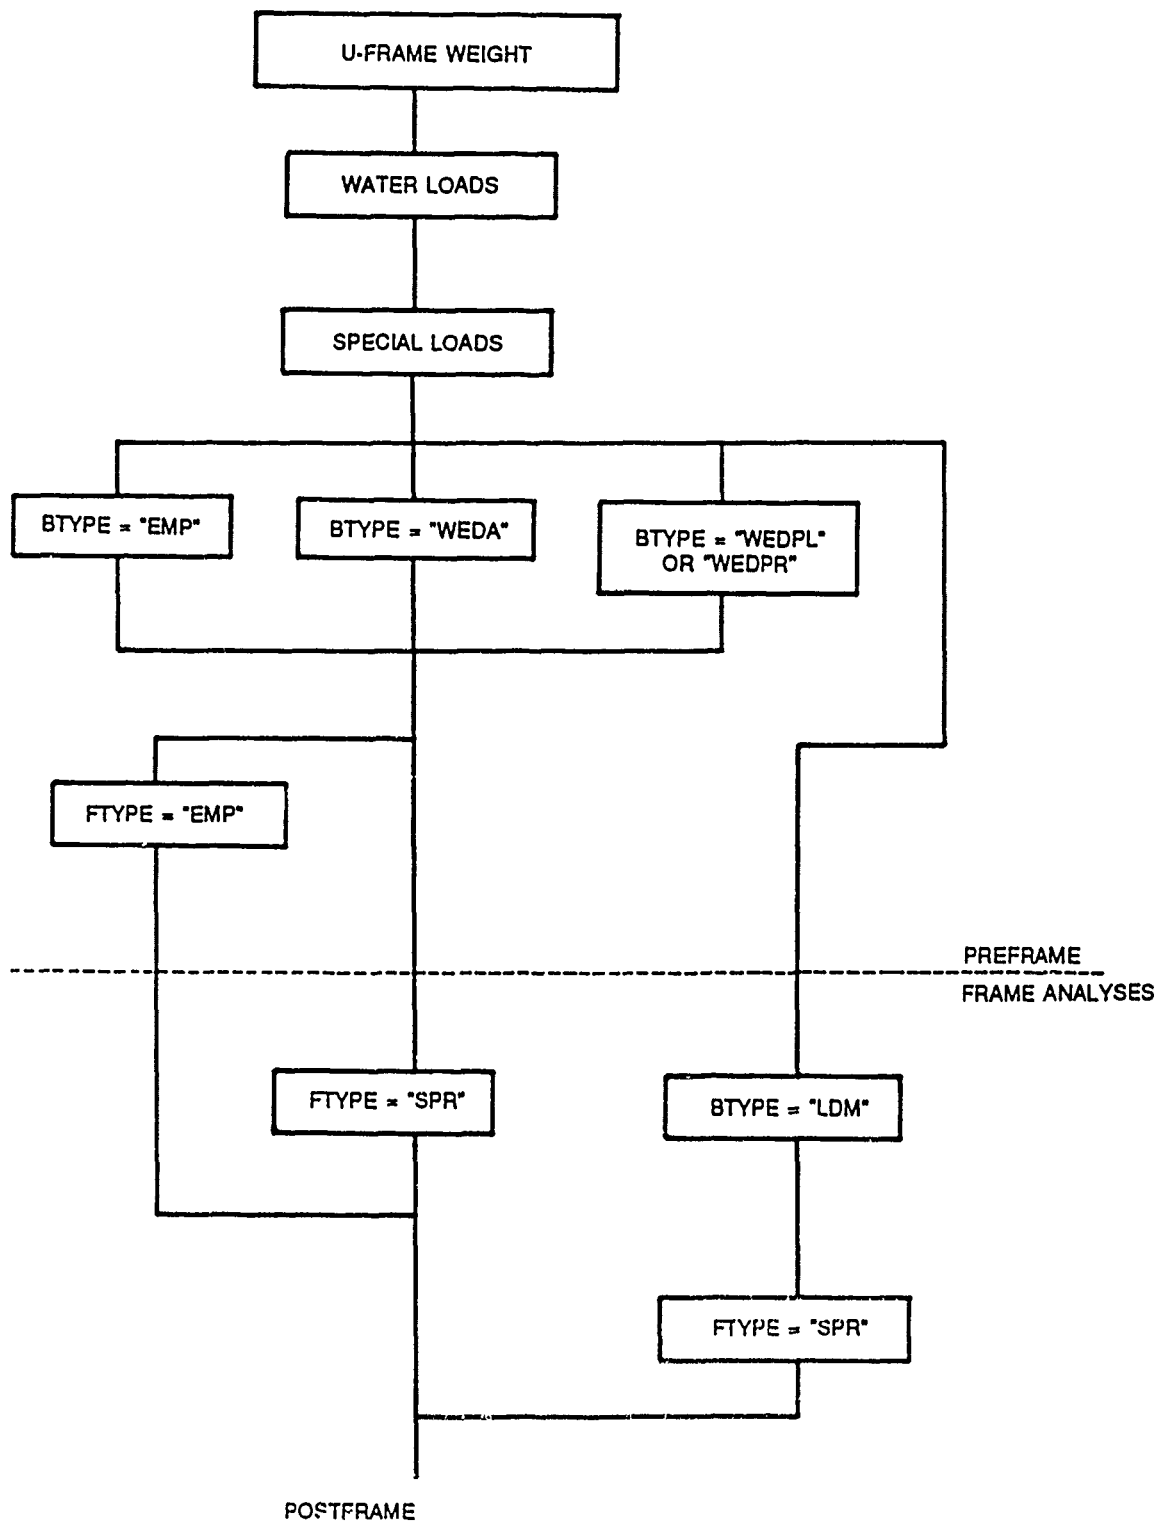 U-FRAME WEIGHT
WATER LOADS
SPECIAL LOADS
BTYPE = "EMP"
BTYPE = "WEDA"
BTYPE = "WEDPL"
OR "WEDPR"
FTYPE = "EMP"
PREFRAME
FRAME ANALYSES
FTYPE = "SPR"
BTYPE = "LDM"
FTYPE = "SPR"
POSTFRAME